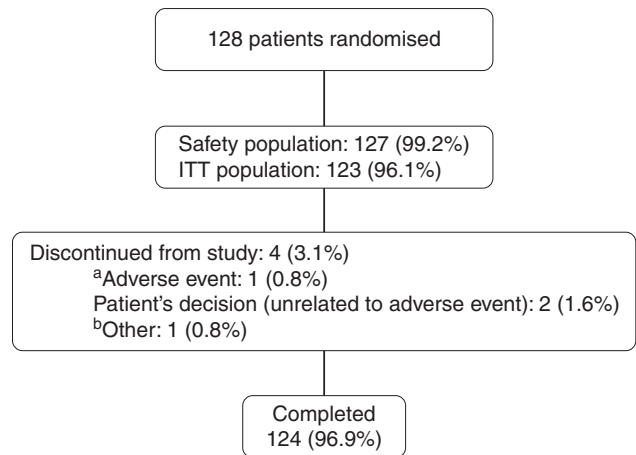 128 patients randomised
Safety population: 127 (99.2%)
ITT population: 123 (96.1%)
Discontinued from study: 4 (3.1%)
aAdverse event: 1 (0.8%)
Patient's decision (unrelated to adverse event): 2 (1.6%)
bOther: 1 (0.8%)
Completed
124 (96.9%)